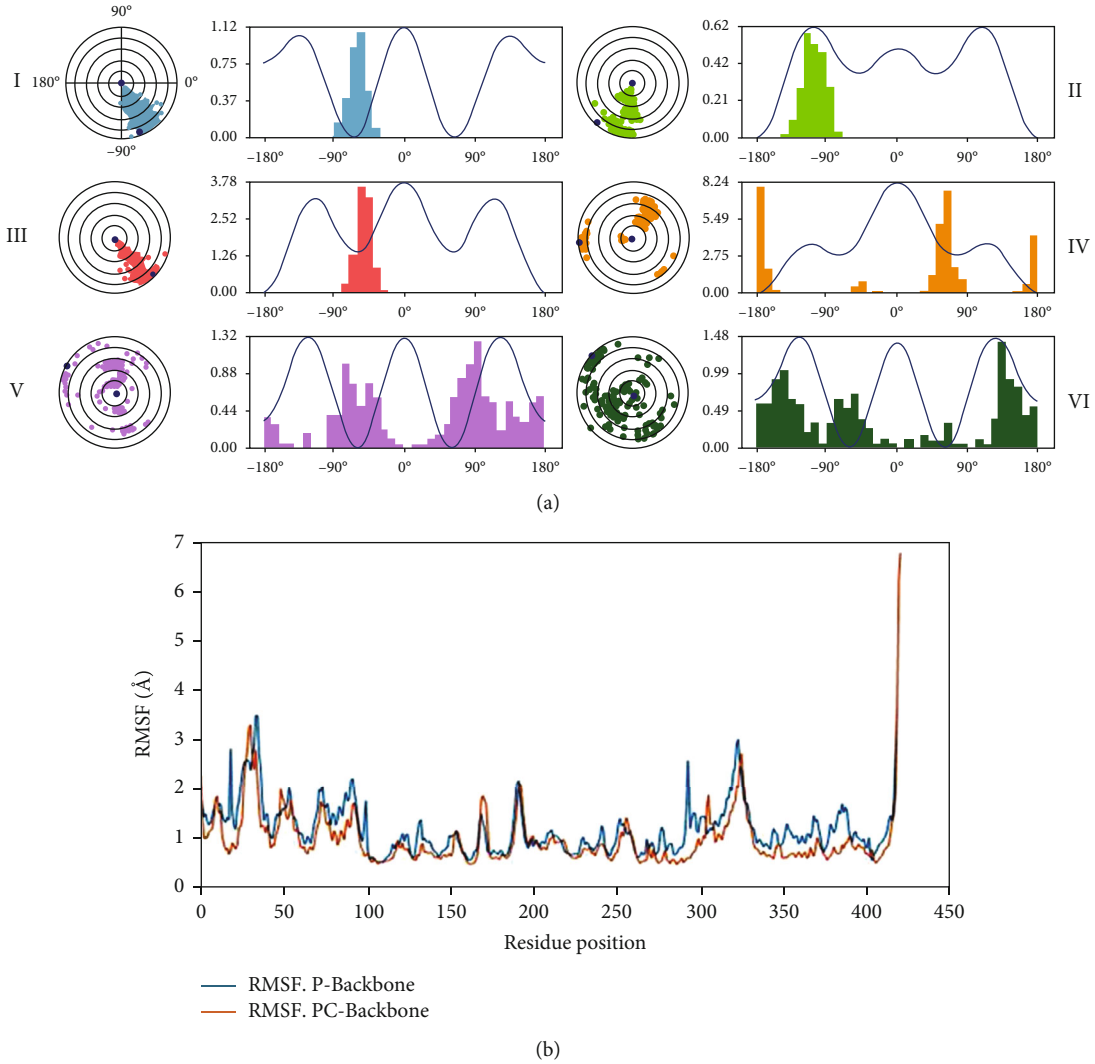 90°
180° 0°
−90°
I
1.12
0.75
0.37
0.00
−180° −90° 0° 90° 180°
0.62
0.42
0.21
0.00
−180° −90° 0° 90° 180°
II
III
3.78
2.52
1.26
0.00
−180° −90° 0° 90° 180°
8.24
5.49
2.75
0.00
−180° −90° 0° 90° 180°
IV
V
1.32
0.88
0.44
0.00
−180° −90° 0° 90° 180°
1.48
0.99
0.49
0.00
−180° −90° 0° 90° 180°
VI
(a)
7
6
5
4
3
2
1
0
RMSF (Å)
0 50 100 150 200 250 300 350 400 450
Residue position
RMSF. P-Backbone
RMSF. PC-Backbone
(b)